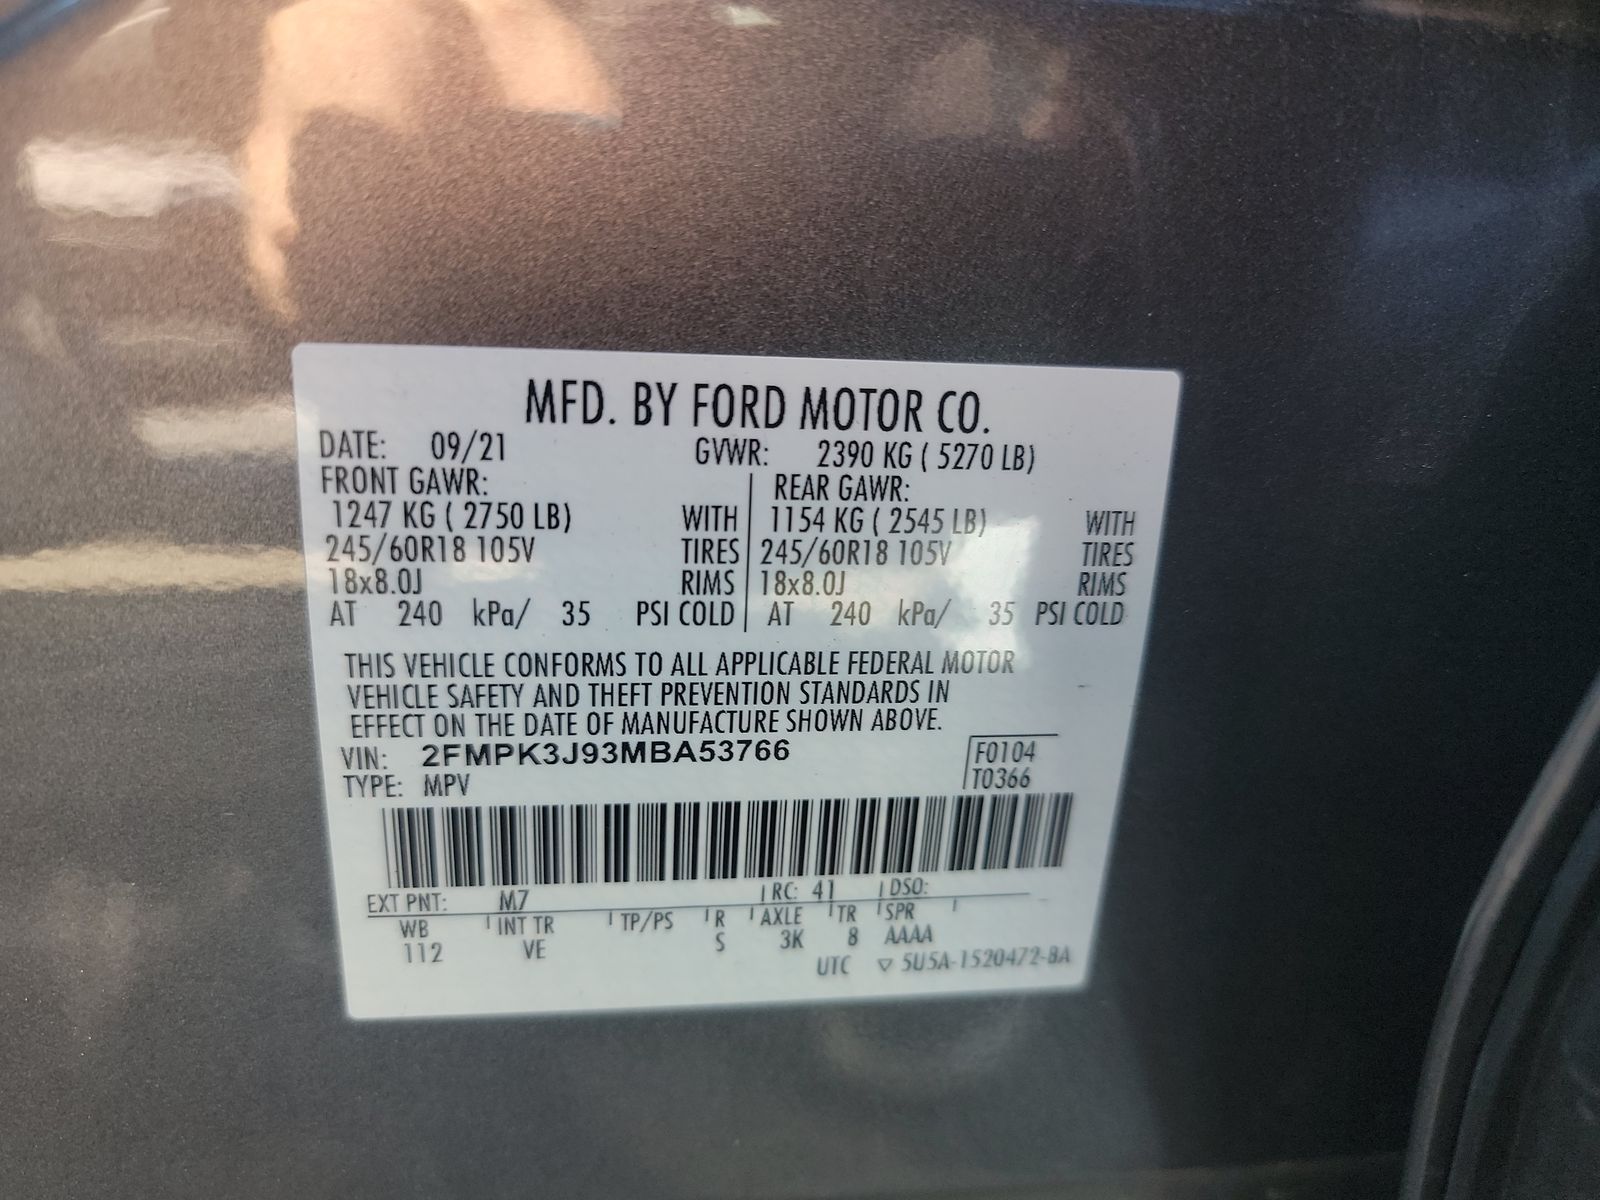 MFD. BY FORD MOTOR CO.
DATE: 09/21 GVWR: 2390 KG ( 5270 LB)
FRONT GAWR: REAR GAWR:
1247 KG ( 2750 LB) WITH 1154 KG ( 2545 LB) WITH
245/60R18 105V TIRES 245/60R18 105V TIRES
18x8.0J RIMS 18x8.0J RIMS
AT 240 kPa/ 35 PSI COLD AT 240 kPa/ 35 PSI COLD
THIS VEHICLE CONFORMS TO ALL APPLICABLE FEDERAL MOTOR
VEHICLE SAFETY AND THEFT PREVENTION STANDARDS IN
EFFECT ON THE DATE OF MANUFACTURE SHOWN ABOVE.
VIN: 2FMPK3J93MBA53766 F0104
TYPE: MPV T0366
EXT PNT: M7 RC: 41 DSO:
WB INT TR TP/PS R AXLE TR SPR
112 VE S 3K 8 AAAA
UTC ▽ 5U5A-1520472-BA